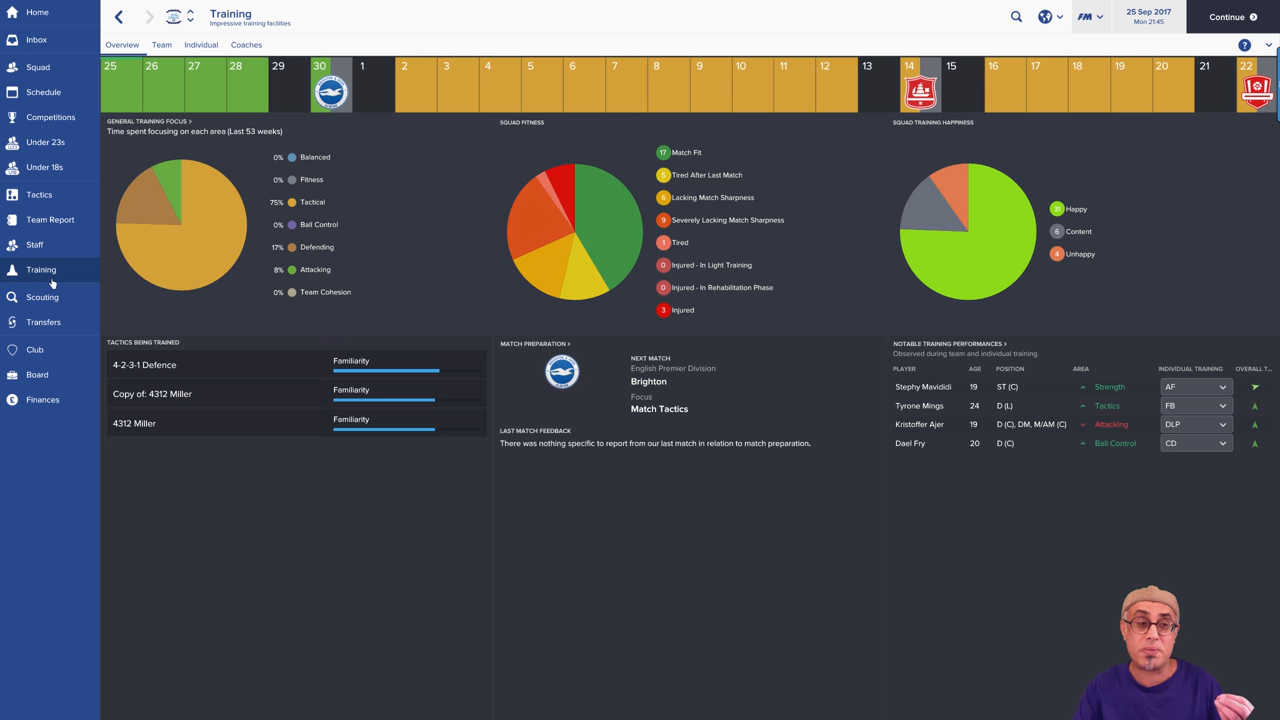 Home
Inbox
Squad
Schedule
Competitions
Under 23s
Under 18s
Tactics
Team Report
Staff
Training
Scouting
Transfers
Club
Board
Finances
Training
Impressive training facilities
FM
25 Sep 2017
Mon 21:45
Continue
Overview Team Individual Coaches
?
25 26 27 28 29 30 1 2 3 4 5 6 7 8 9 10 11 12 13 14 15 16 17 18 19 20 21 22
GENERAL TRAINING FOCUS >
Time spent focusing on each area (Last 53 weeks)
0% Balanced
0% Fitness
75% Tactical
0% Ball Control
17% Defending
8% Attacking
0% Team Cohesion
SQUAD FITNESS
17 Match Fit
5 Tired After Last Match
6 Lacking Match Sharpness
9 Severely Lacking Match Sharpness
1 Tired
0 Injured - In Light Training
0 Injured - In Rehabilitation Phase
3 Injured
SQUAD TRAINING HAPPINESS
31 Happy
6 Content
4 Unhappy
TACTICS BEING TRAINED
4-2-3-1 Defence Familiarity
Copy of: 4312 Miller Familiarity
4312 Miller Familiarity
MATCH PREPARATION >
NEXT MATCH
English Premier Division
Brighton
Focus
Match Tactics
LAST MATCH FEEDBACK
There was nothing specific to report from our last match in relation to match preparation.
NOTABLE TRAINING PERFORMANCES >
Observed during team and individual training
PLAYER AGE POSITION AREA INDIVIDUAL TRAINING OVERALL T...
Stephy Mavididi 19 ST (C) Strength AF
Tyrone Mings 24 D (L) Tactics FB
Kristoffer Ajer 19 D (C), DM, M/AM (C) Attacking DLP
Dael Fry 20 D (C) Ball Control CD